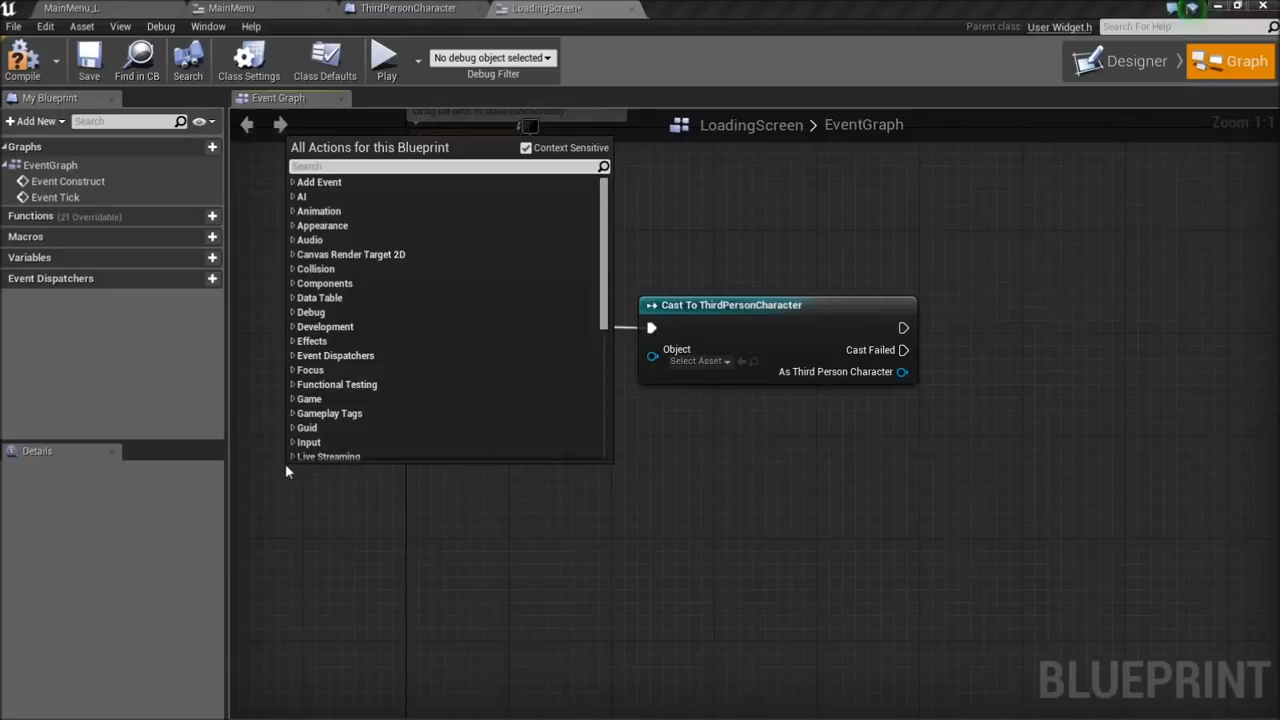 MainMenu_L
MainMenu
ThirdPersonCharacter
LoadingScreen*
File Edit Asset View Debug Window Help
Parent class: User Widget.h
Search For Help
Compile
Save
Find in CB
Search
Class Settings
Class Defaults
Play
No debug object selected
Debug Filter
Designer
Graph
My Blueprint
Event Graph
Add New
Search
LoadingScreen > EventGraph
Zoom 1:1
Graphs
EventGraph
Event Construct
Event Tick
Functions (21 Overridable)
Macros
Variables
Event Dispatchers
Details
All Actions for this Blueprint
Context Sensitive
Search
Add Event
AI
Animation
Appearance
Audio
Canvas Render Target 2D
Collision
Components
Data Table
Debug
Development
Effects
Event Dispatchers
Focus
Functional Testing
Game
Gameplay Tags
Guid
Input
Live Streaming
Cast To ThirdPersonCharacter
Object
Select Asset
Cast Failed
As Third Person Character
BLUEPRINT